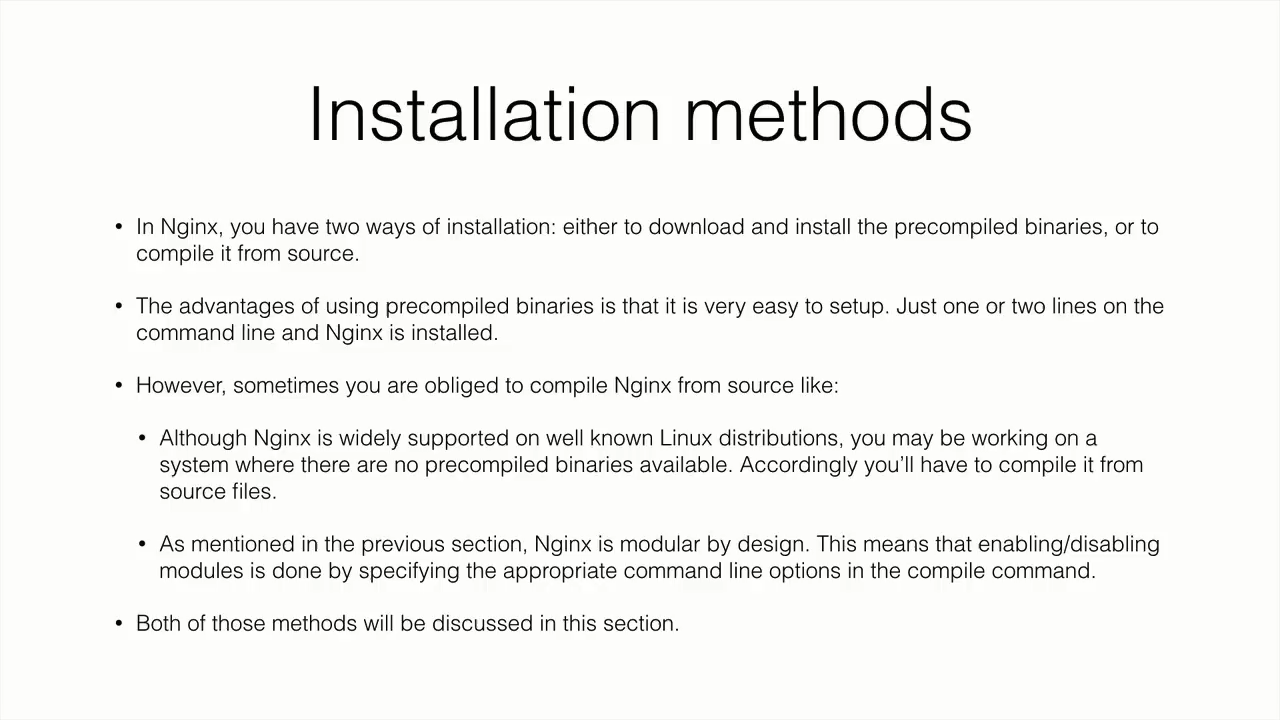 Installation methods
• In Nginx, you have two ways of installation: either to download and install the precompiled binaries, or to
compile it from source.
• The advantages of using precompiled binaries is that it is very easy to setup. Just one or two lines on the
command line and Nginx is installed.
• However, sometimes you are obliged to compile Nginx from source like:
• Although Nginx is widely supported on well known Linux distributions, you may be working on a
system where there are no precompiled binaries available. Accordingly you’ll have to compile it from
source files.
• As mentioned in the previous section, Nginx is modular by design. This means that enabling/disabling
modules is done by specifying the appropriate command line options in the compile command.
• Both of those methods will be discussed in this section.